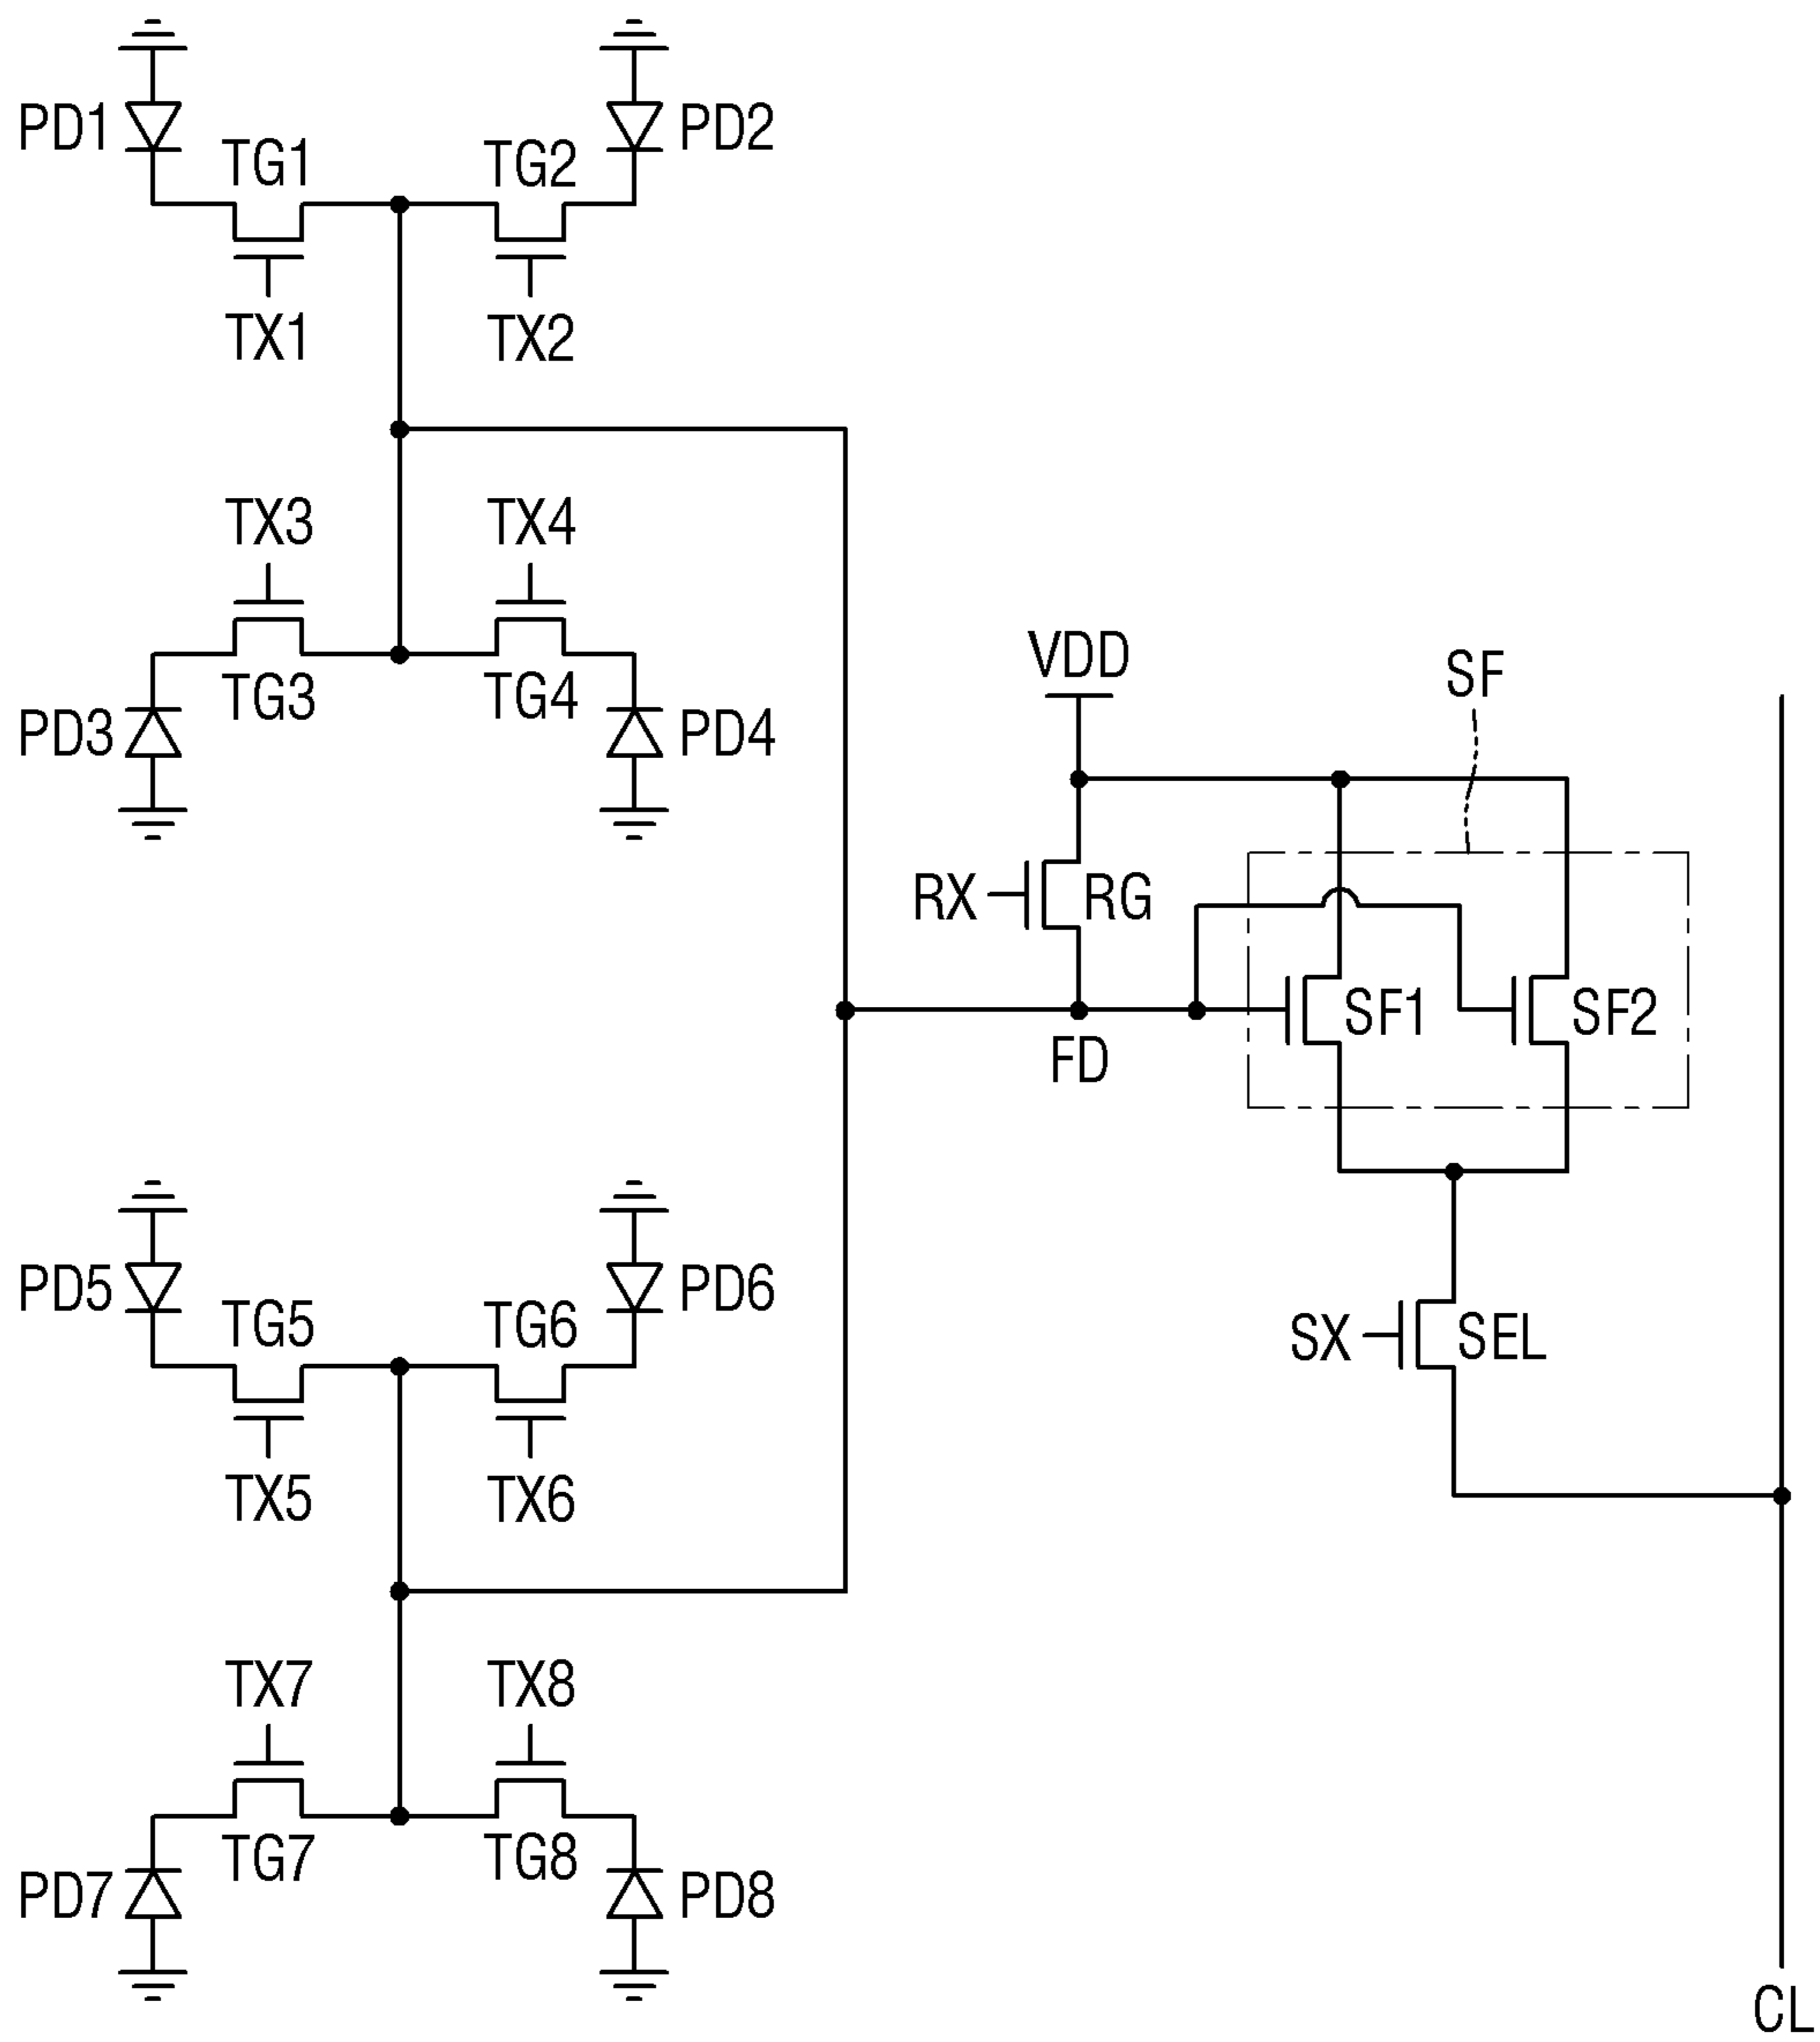 PD1 TG1 TG2 PD2
TX1 TX2
TX3 TX4
PD3 TG3 TG4 PD4
VDD SF
RX RG
SF1 SF2
FD
PD5 TG5 TG6 PD6
SX SEL
TX5 TX6
TX7 TX8
PD7 TG7 TG8 PD8
CL